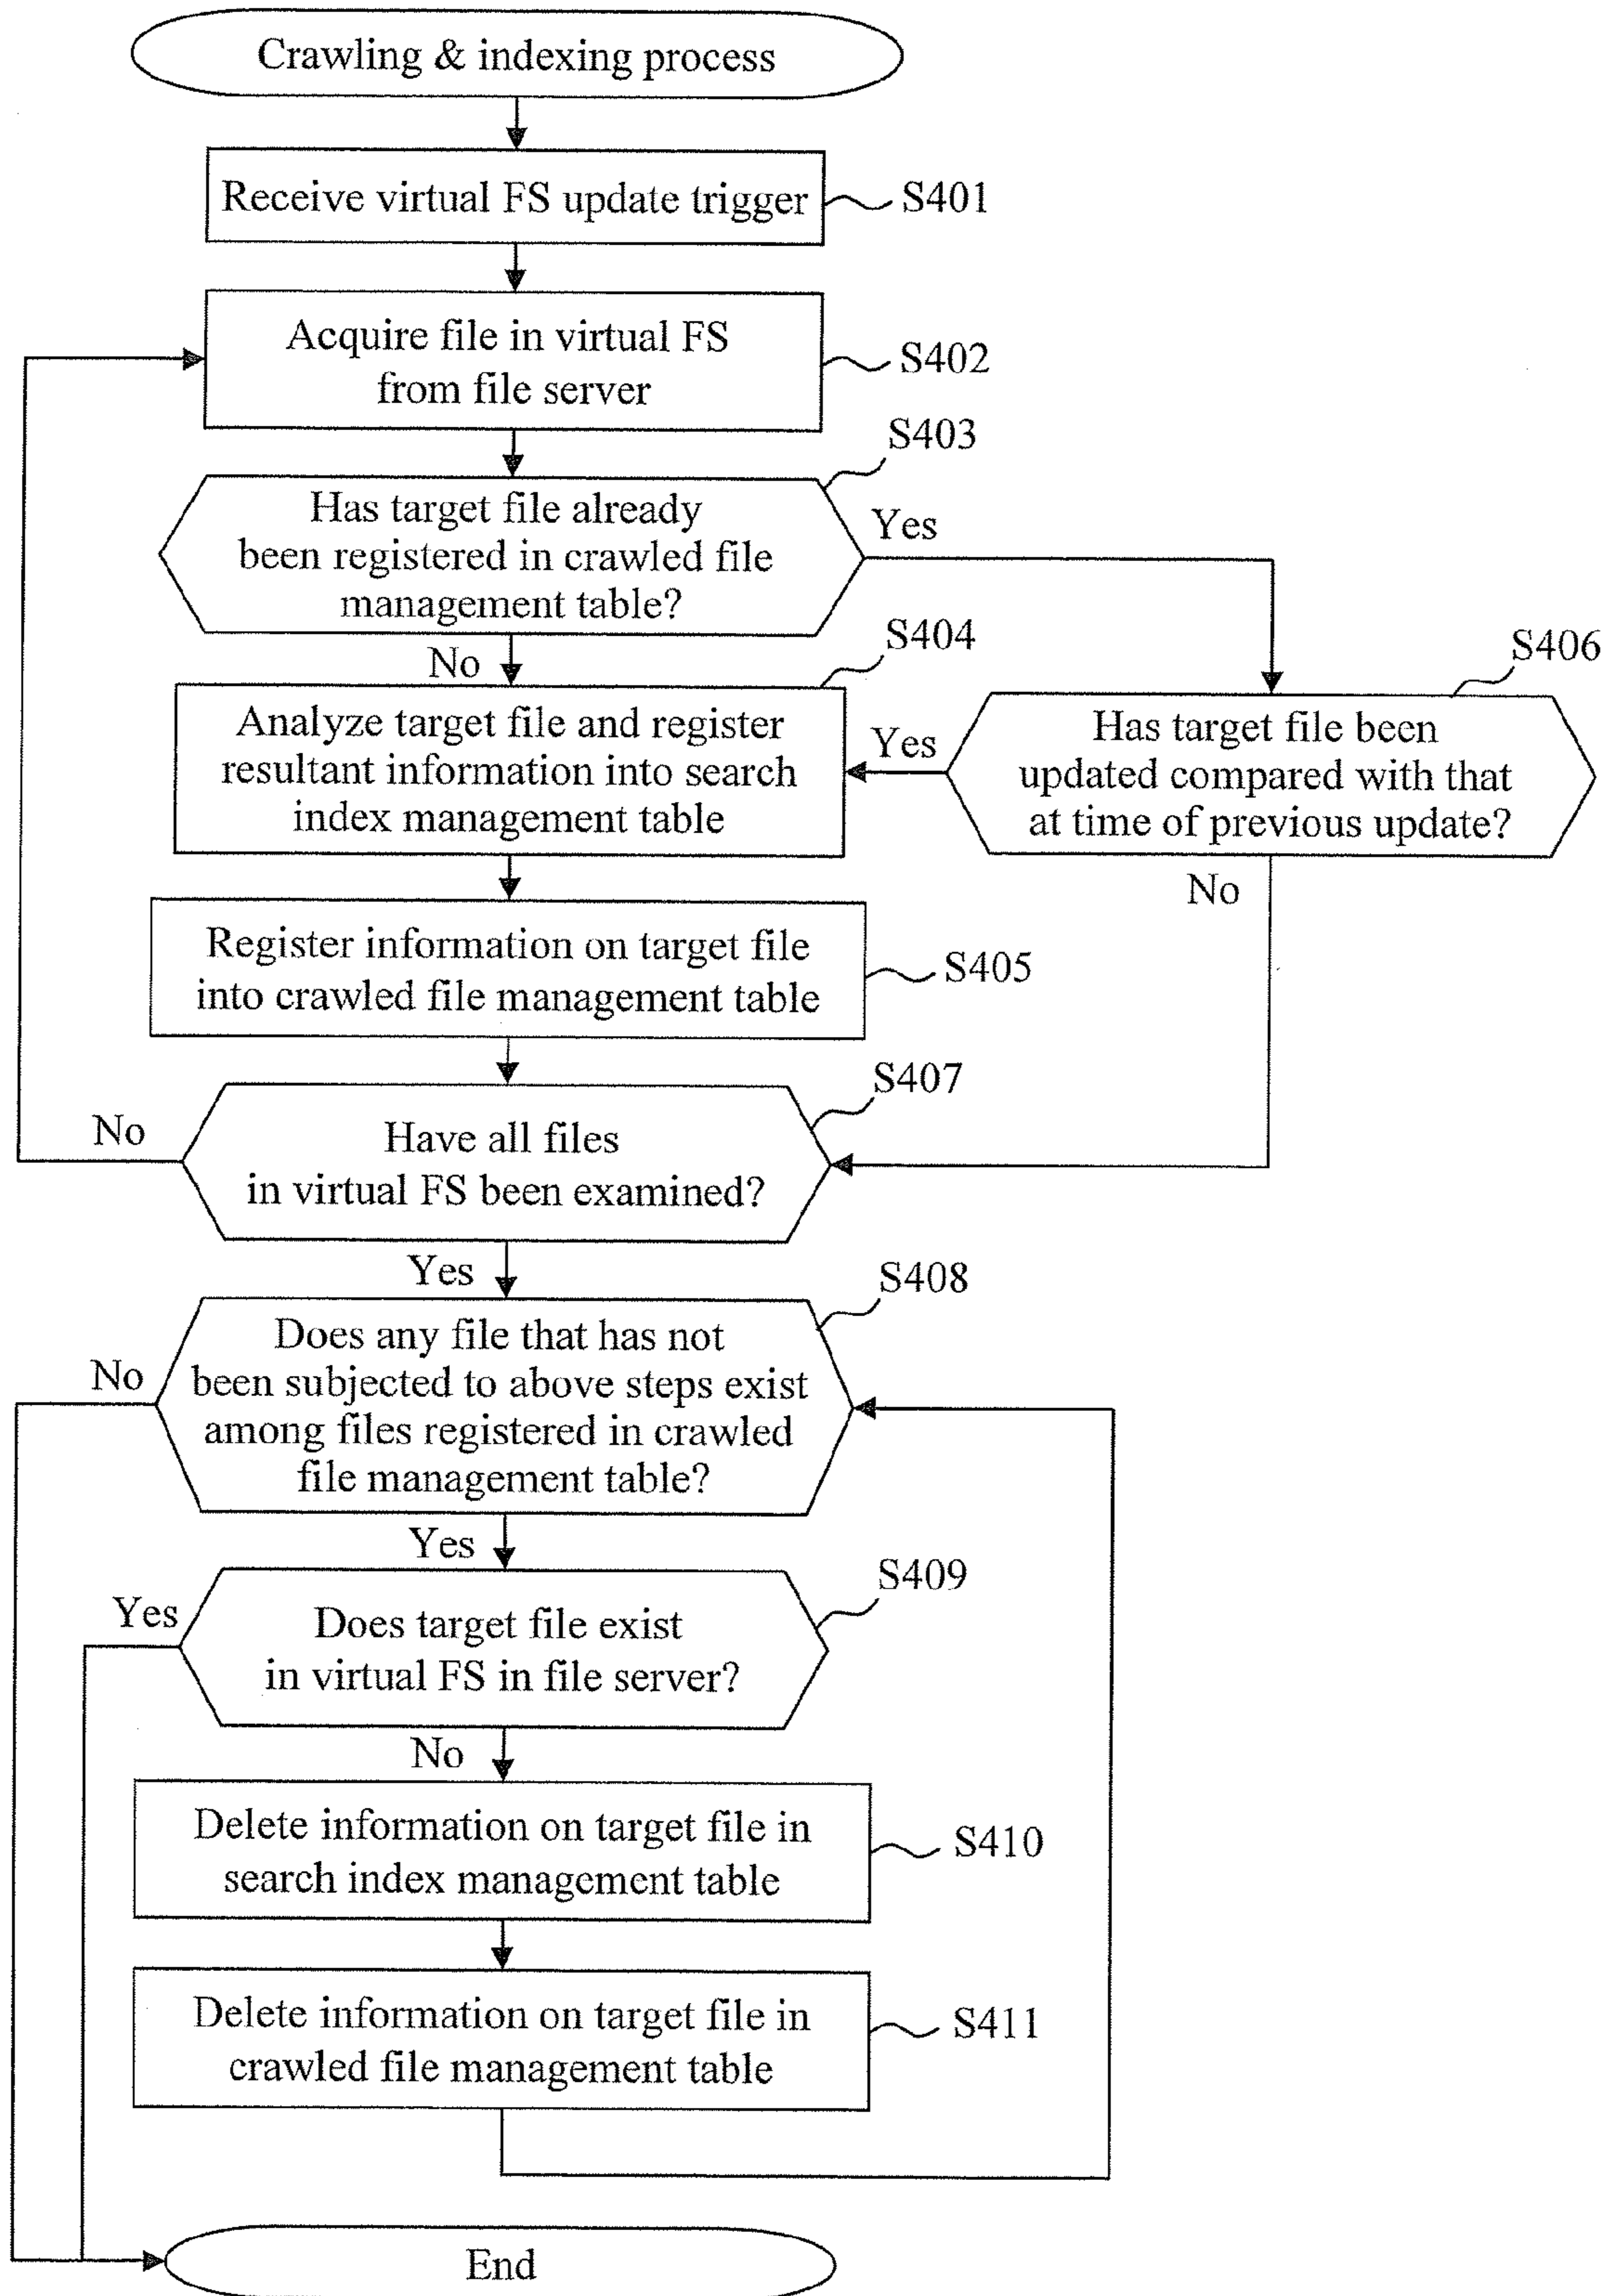 Crawling & indexing process
Receive virtual FS update trigger
S401
Acquire file in virtual FS
from file server
S402
S403
Has target file already
been registered in crawled file
management table?
Yes
No
S404
Analyze target file and register
resultant information into search
index management table
S406
Has target file been
updated compared with that
at time of previous update?
Yes
No
Register information on target file
into crawled file management table
S405
S407
Have all files
in virtual FS been examined?
No
Yes
S408
Does any file that has not
been subjected to above steps exist
among files registered in crawled
file management table?
No
Yes
S409
Does target file exist
in virtual FS in file server?
Yes
No
Delete information on target file in
search index management table
S410
Delete information on target file in
crawled file management table
S411
End